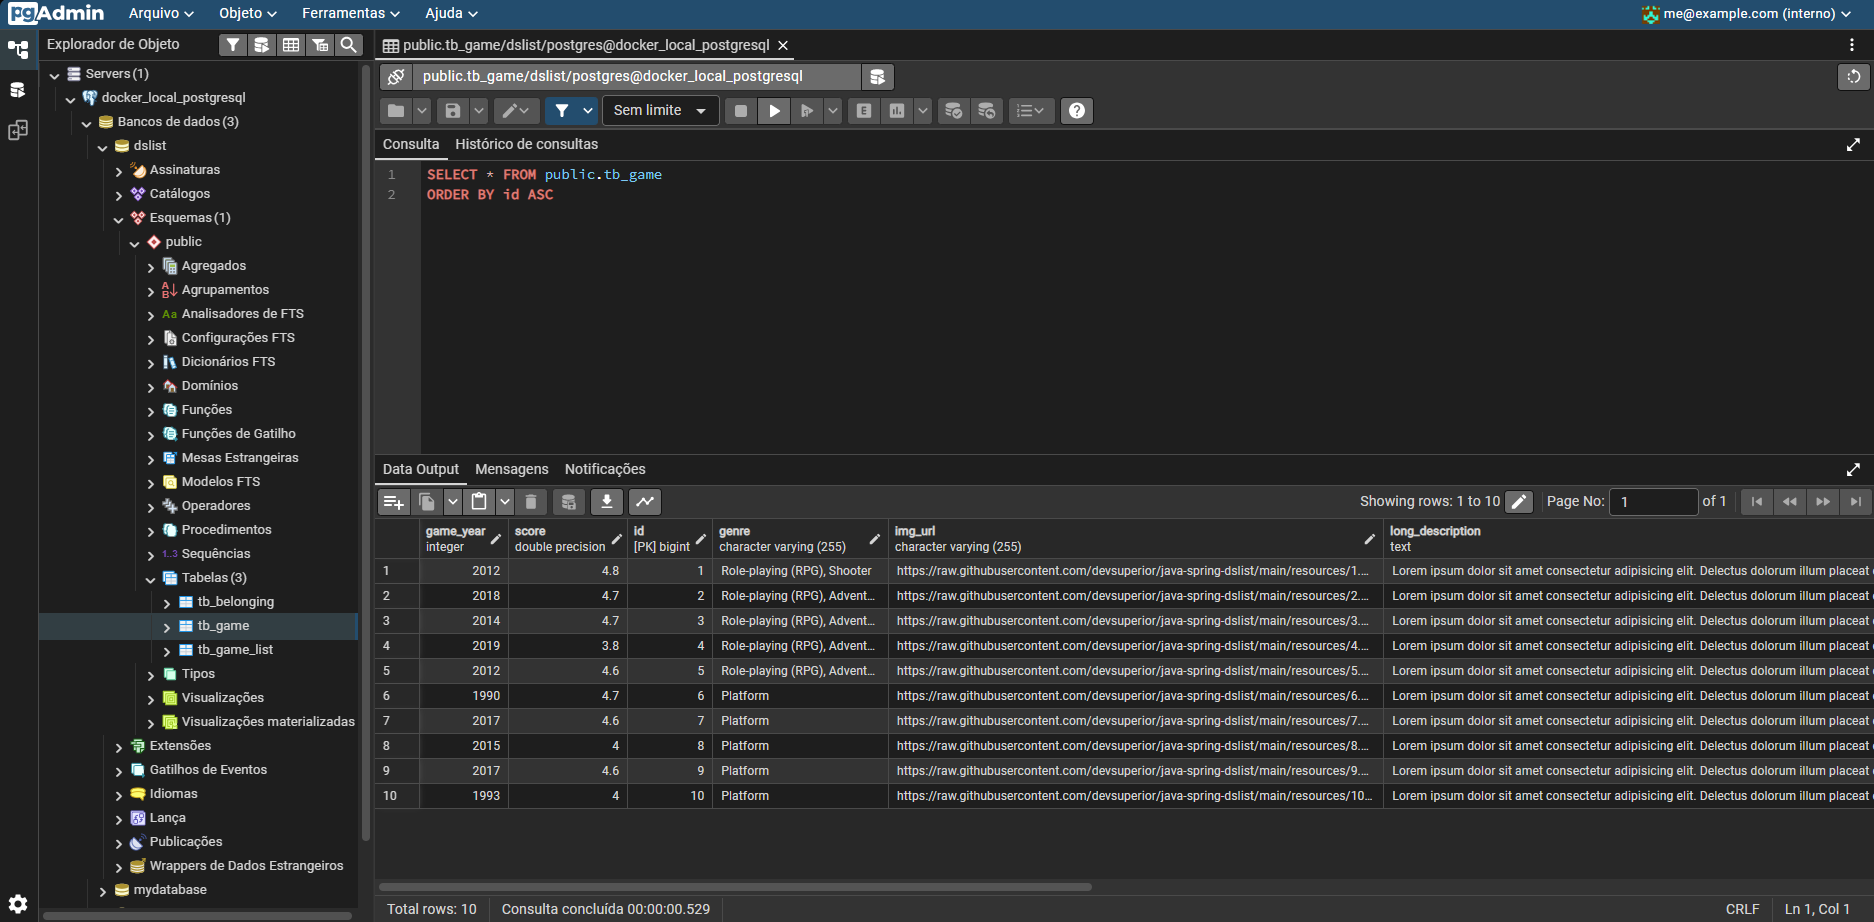 pgAdmin Arquivo Objeto Ferramentas Ajuda me@example.com (interno)
Explorador de Objeto
Servers (1)
docker_local_postgresql
Bancos de dados (3)
dslist
Assinaturas
Catálogos
Esquemas (1)
public
Agregados
Agrupamentos
Aa Analisadores de FTS
Configurações FTS
Dicionários FTS
Domínios
Funções
Funções de Gatilho
Mesas Estrangeiras
Modelos FTS
Operadores
Procedimentos
1..3 Sequências
Tabelas (3)
tb_belonging
tb_game
tb_game_list
Tipos
Visualizações
Visualizações materializadas
Extensões
Gatilhos de Eventos
Idiomas
Lança
Publicações
Wrappers de Dados Estrangeiros
mydatabase
public.tb_game/dslist/postgres@docker_local_postgresql
public.tb_game/dslist/postgres@docker_local_postgresql
Sem limite E
Consulta Histórico de consultas
1 SELECT * FROM public.tb_game
2 ORDER BY id ASC
Data Output Mensagens Notificações
Showing rows: 1 to 10 Page No: 1 of 1
game_year score id genre img_url long_description
integer double precision [PK] bigint character varying (255) character varying (255) text
1 2012 4.8 1 Role-playing (RPG), Shooter https://raw.githubusercontent.com/devsuperior/java-spring-dslist/main/resources/1.... Lorem ipsum dolor sit amet consectetur adipisicing elit. Delectus dolorum illum placeat
2 2018 4.7 2 Role-playing (RPG), Advent... https://raw.githubusercontent.com/devsuperior/java-spring-dslist/main/resources/2.... Lorem ipsum dolor sit amet consectetur adipisicing elit. Delectus dolorum illum placeat
3 2014 4.7 3 Role-playing (RPG), Advent... https://raw.githubusercontent.com/devsuperior/java-spring-dslist/main/resources/3.... Lorem ipsum dolor sit amet consectetur adipisicing elit. Delectus dolorum illum placeat
4 2019 3.8 4 Role-playing (RPG), Advent... https://raw.githubusercontent.com/devsuperior/java-spring-dslist/main/resources/4.... Lorem ipsum dolor sit amet consectetur adipisicing elit. Delectus dolorum illum placeat
5 2012 4.6 5 Role-playing (RPG), Advent... https://raw.githubusercontent.com/devsuperior/java-spring-dslist/main/resources/5.... Lorem ipsum dolor sit amet consectetur adipisicing elit. Delectus dolorum illum placeat
6 1990 4.7 6 Platform https://raw.githubusercontent.com/devsuperior/java-spring-dslist/main/resources/6.... Lorem ipsum dolor sit amet consectetur adipisicing elit. Delectus dolorum illum placeat
7 2017 4.6 7 Platform https://raw.githubusercontent.com/devsuperior/java-spring-dslist/main/resources/7.... Lorem ipsum dolor sit amet consectetur adipisicing elit. Delectus dolorum illum placeat
8 2015 4 8 Platform https://raw.githubusercontent.com/devsuperior/java-spring-dslist/main/resources/8.... Lorem ipsum dolor sit amet consectetur adipisicing elit. Delectus dolorum illum placeat
9 2017 4.6 9 Platform https://raw.githubusercontent.com/devsuperior/java-spring-dslist/main/resources/9.... Lorem ipsum dolor sit amet consectetur adipisicing elit. Delectus dolorum illum placeat
10 1993 4 10 Platform https://raw.githubusercontent.com/devsuperior/java-spring-dslist/main/resources/10... Lorem ipsum dolor sit amet consectetur adipisicing elit. Delectus dolorum illum placeat
Total rows: 10 Consulta concluída 00:00:00.529 CRLF Ln 1, Col 1